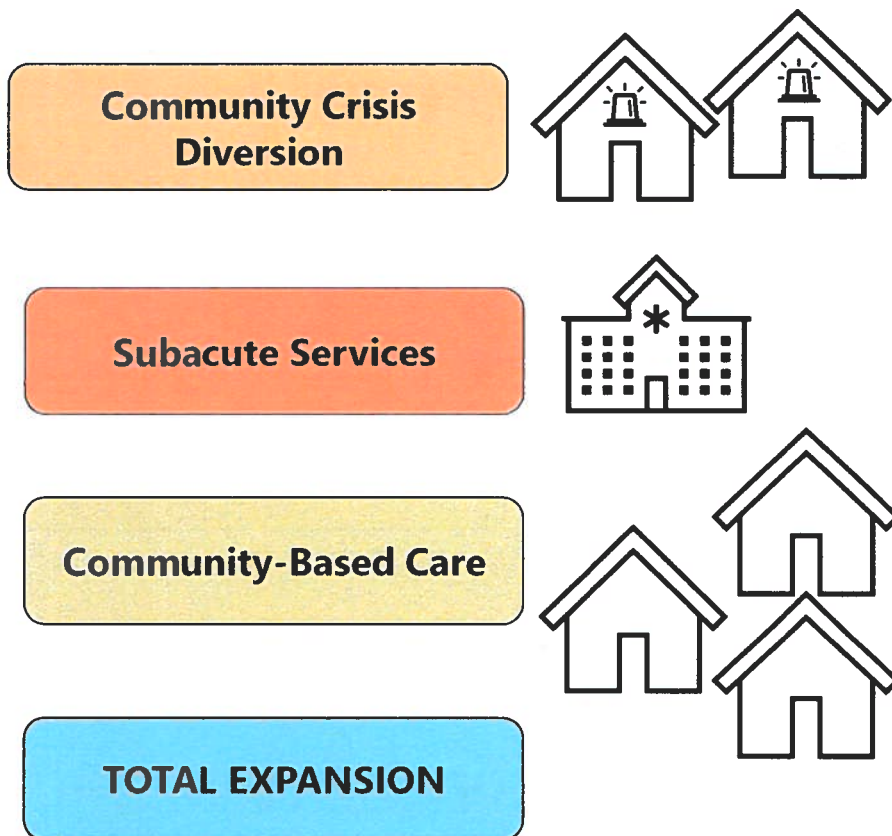 Community Crisis
Diversion
Subacute Services
Community-Based Care
TOTAL EXPANSION